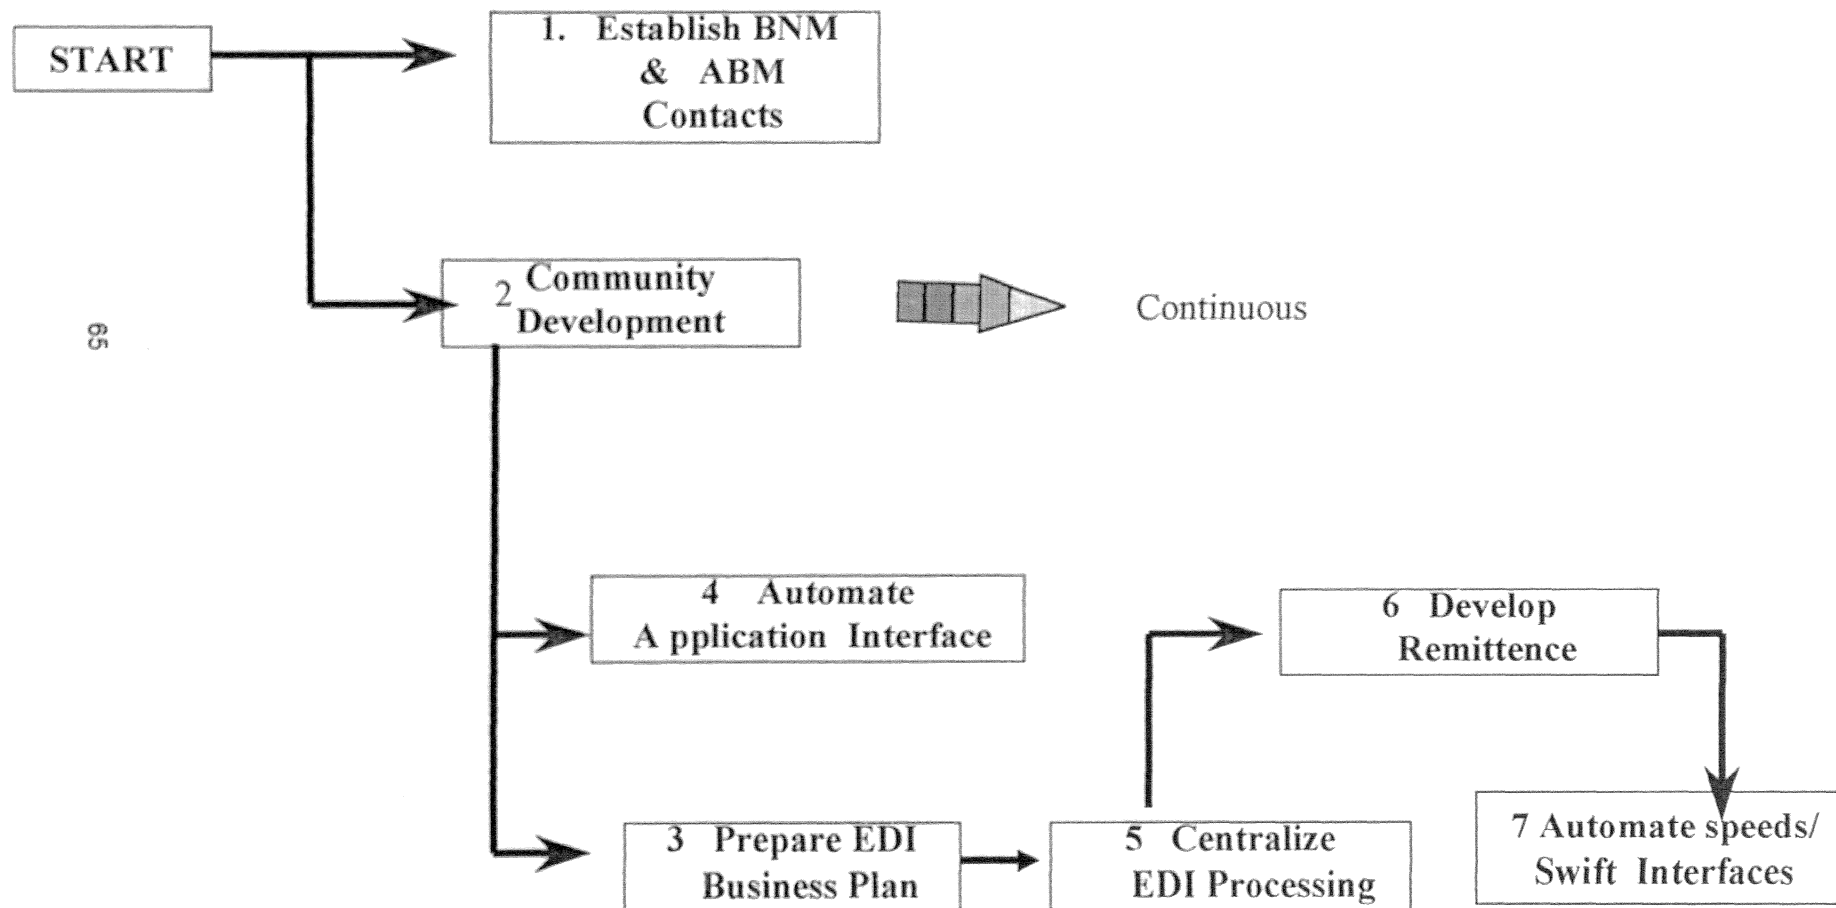 START
1. Establish BNM
& ABM
Contacts
2 Community
Development
Continuous
65
4 Automate
A pplication Interface
6 Develop
Remittence
3 Prepare EDI
Business Plan
5 Centralize
EDI Processing
7 Automate speeds/
Swift Interfaces